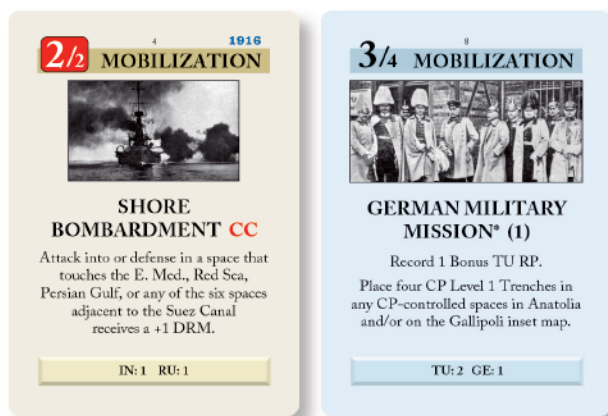 4
1916
2/2 MOBILIZATION
SHORE
BOMBARDMENT CC
Attack into or defense in a space that
touches the E. Med., Red Sea,
Persian Gulf, or any of the six spaces
adjacent to the Suez Canal
receives a +1 DRM.
IN: 1 RU: 1
8
3/4 MOBILIZATION
GERMAN MILITARY
MISSION* (1)
Record 1 Bonus TU RP.
Place four CP Level 1 Trenches in
any CP-controlled spaces in Anatolia
and/or on the Gallipoli inset map.
TU: 2 GE: 1